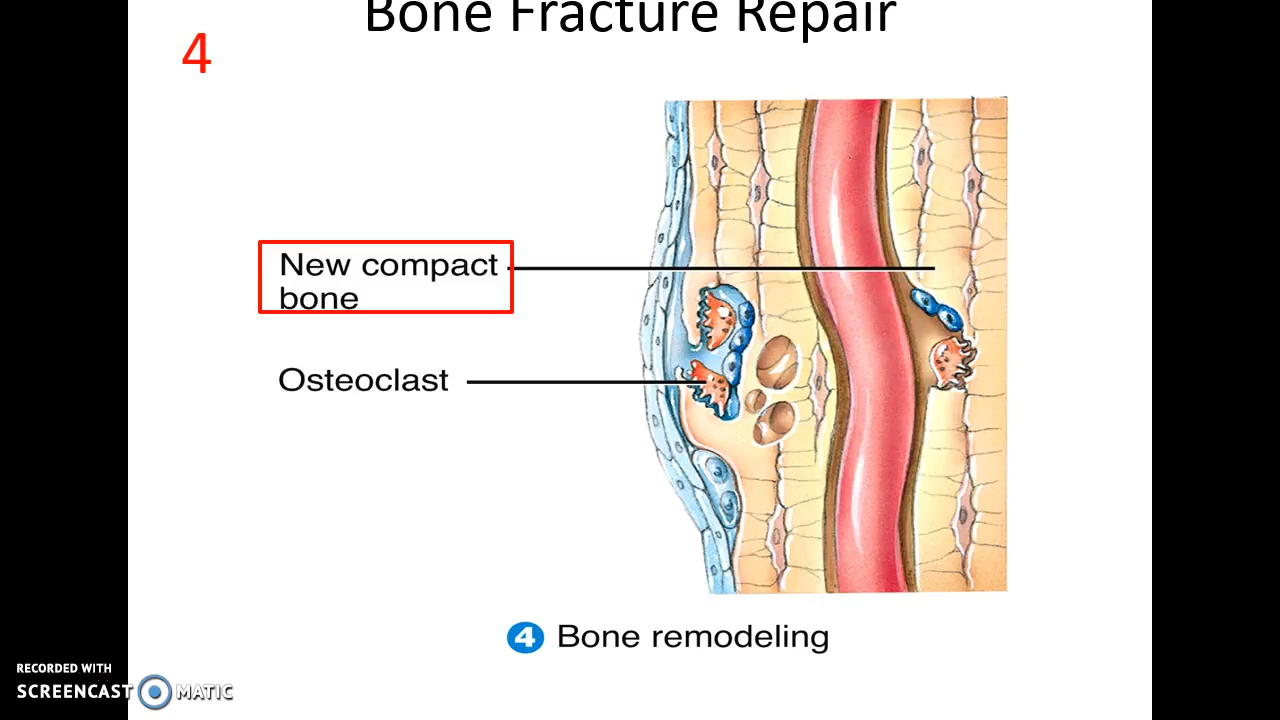 Bone Fracture Repair
4
New compact
bone
Osteoclast
4 Bone remodeling
RECORDED WITH
SCREENCAST MATIC